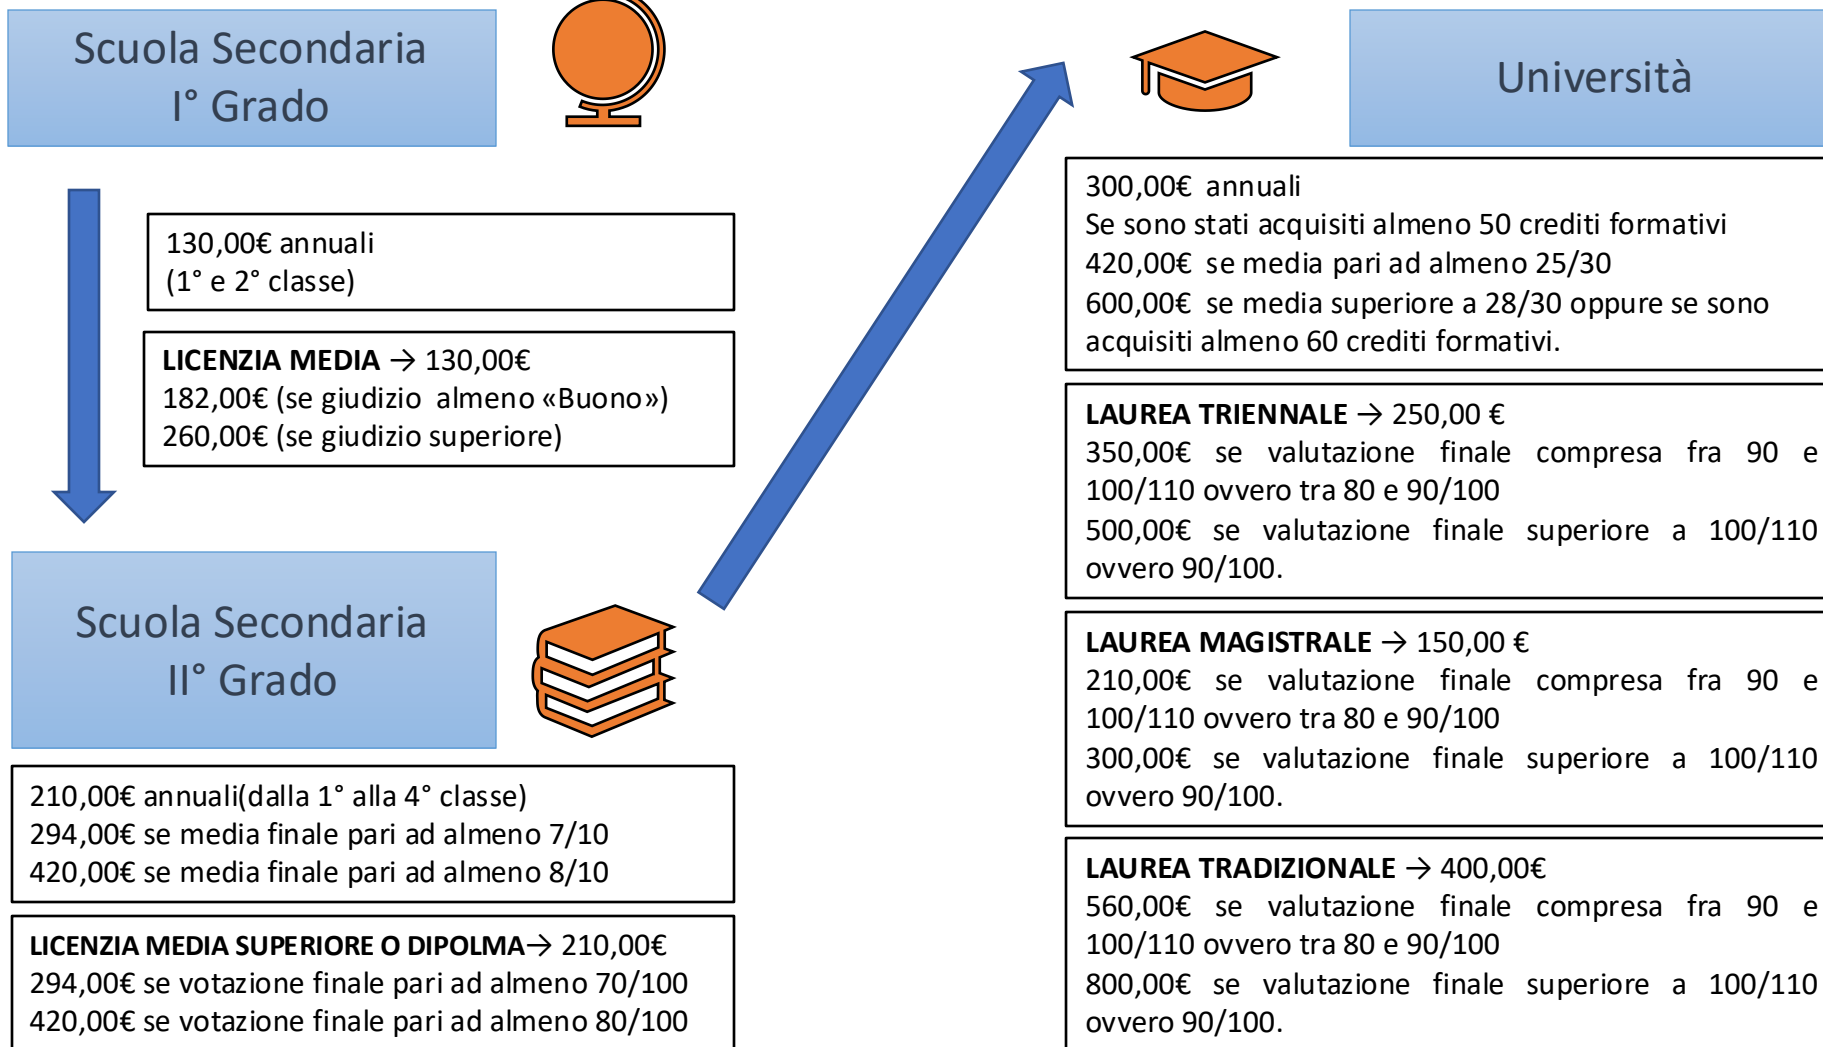 Scuola Secondaria
I° Grado
130,00€ annuali
(1° e 2° classe)
LICENZIA MEDIA → 130,00€
182,00€ (se giudizio almeno «Buono»)
260,00€ (se giudizio superiore)
Scuola Secondaria
II° Grado
210,00€ annuali(dalla 1° alla 4° classe)
294,00€ se media finale pari ad almeno 7/10
420,00€ se media finale pari ad almeno 8/10
LICENZIA MEDIA SUPERIORE O DIPOLMA→ 210,00€
294,00€ se votazione finale pari ad almeno 70/100
420,00€ se votazione finale pari ad almeno 80/100
Università
300,00€ annuali
Se sono stati acquisiti almeno 50 crediti formativi
420,00€ se media pari ad almeno 25/30
600,00€ se media superiore a 28/30 oppure se sono
acquisiti almeno 60 crediti formativi.
LAUREA TRIENNALE → 250,00 €
350,00€ se valutazione finale compresa fra 90 e
100/110 ovvero tra 80 e 90/100
500,00€ se valutazione finale superiore a 100/110
ovvero 90/100.
LAUREA MAGISTRALE → 150,00 €
210,00€ se valutazione finale compresa fra 90 e
100/110 ovvero tra 80 e 90/100
300,00€ se valutazione finale superiore a 100/110
ovvero 90/100.
LAUREA TRADIZIONALE → 400,00€
560,00€ se valutazione finale compresa fra 90 e
100/110 ovvero tra 80 e 90/100
800,00€ se valutazione finale superiore a 100/110
ovvero 90/100.